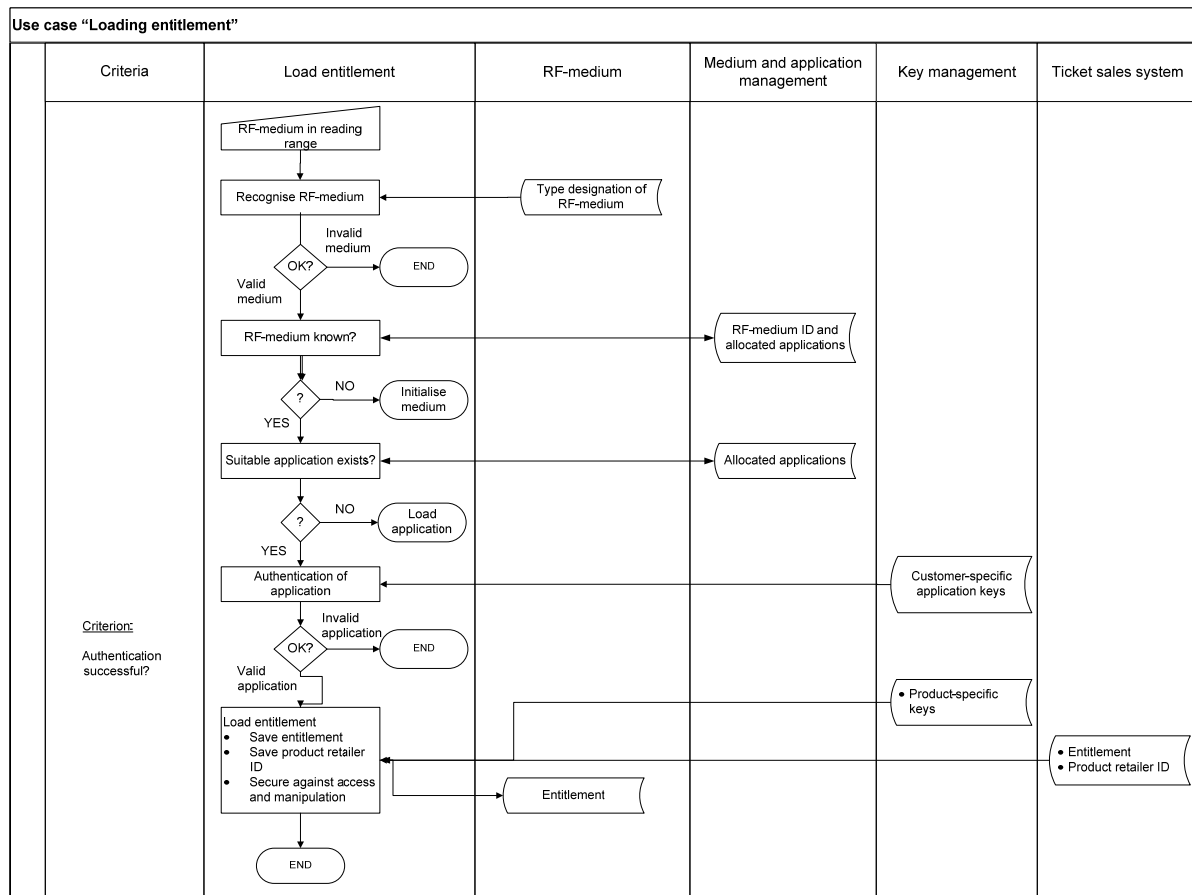 Use case “Loading entitlement”
Criteria
Load entitlement
RF-medium
Medium and application
management
Key management
Ticket sales system
RF-medium in reading
range
Recognise RF-medium
Type designation of
RF-medium
Invalid
medium
OK?
END
Valid
medium
RF-medium known?
RF-medium ID and
allocated applications
?
NO
Initialise
medium
YES
Suitable application exists?
Allocated applications
?
NO
Load
application
YES
Authentication of
application
Customer-specific
application keys
Criterion:
Authentication
successful?
Invalid
application
OK?
END
Valid
application
• Product-specific
keys
Load entitlement
• Save entitlement
• Save product retailer
ID
• Secure against access
and manipulation
• Entitlement
• Product retailer ID
Entitlement
END